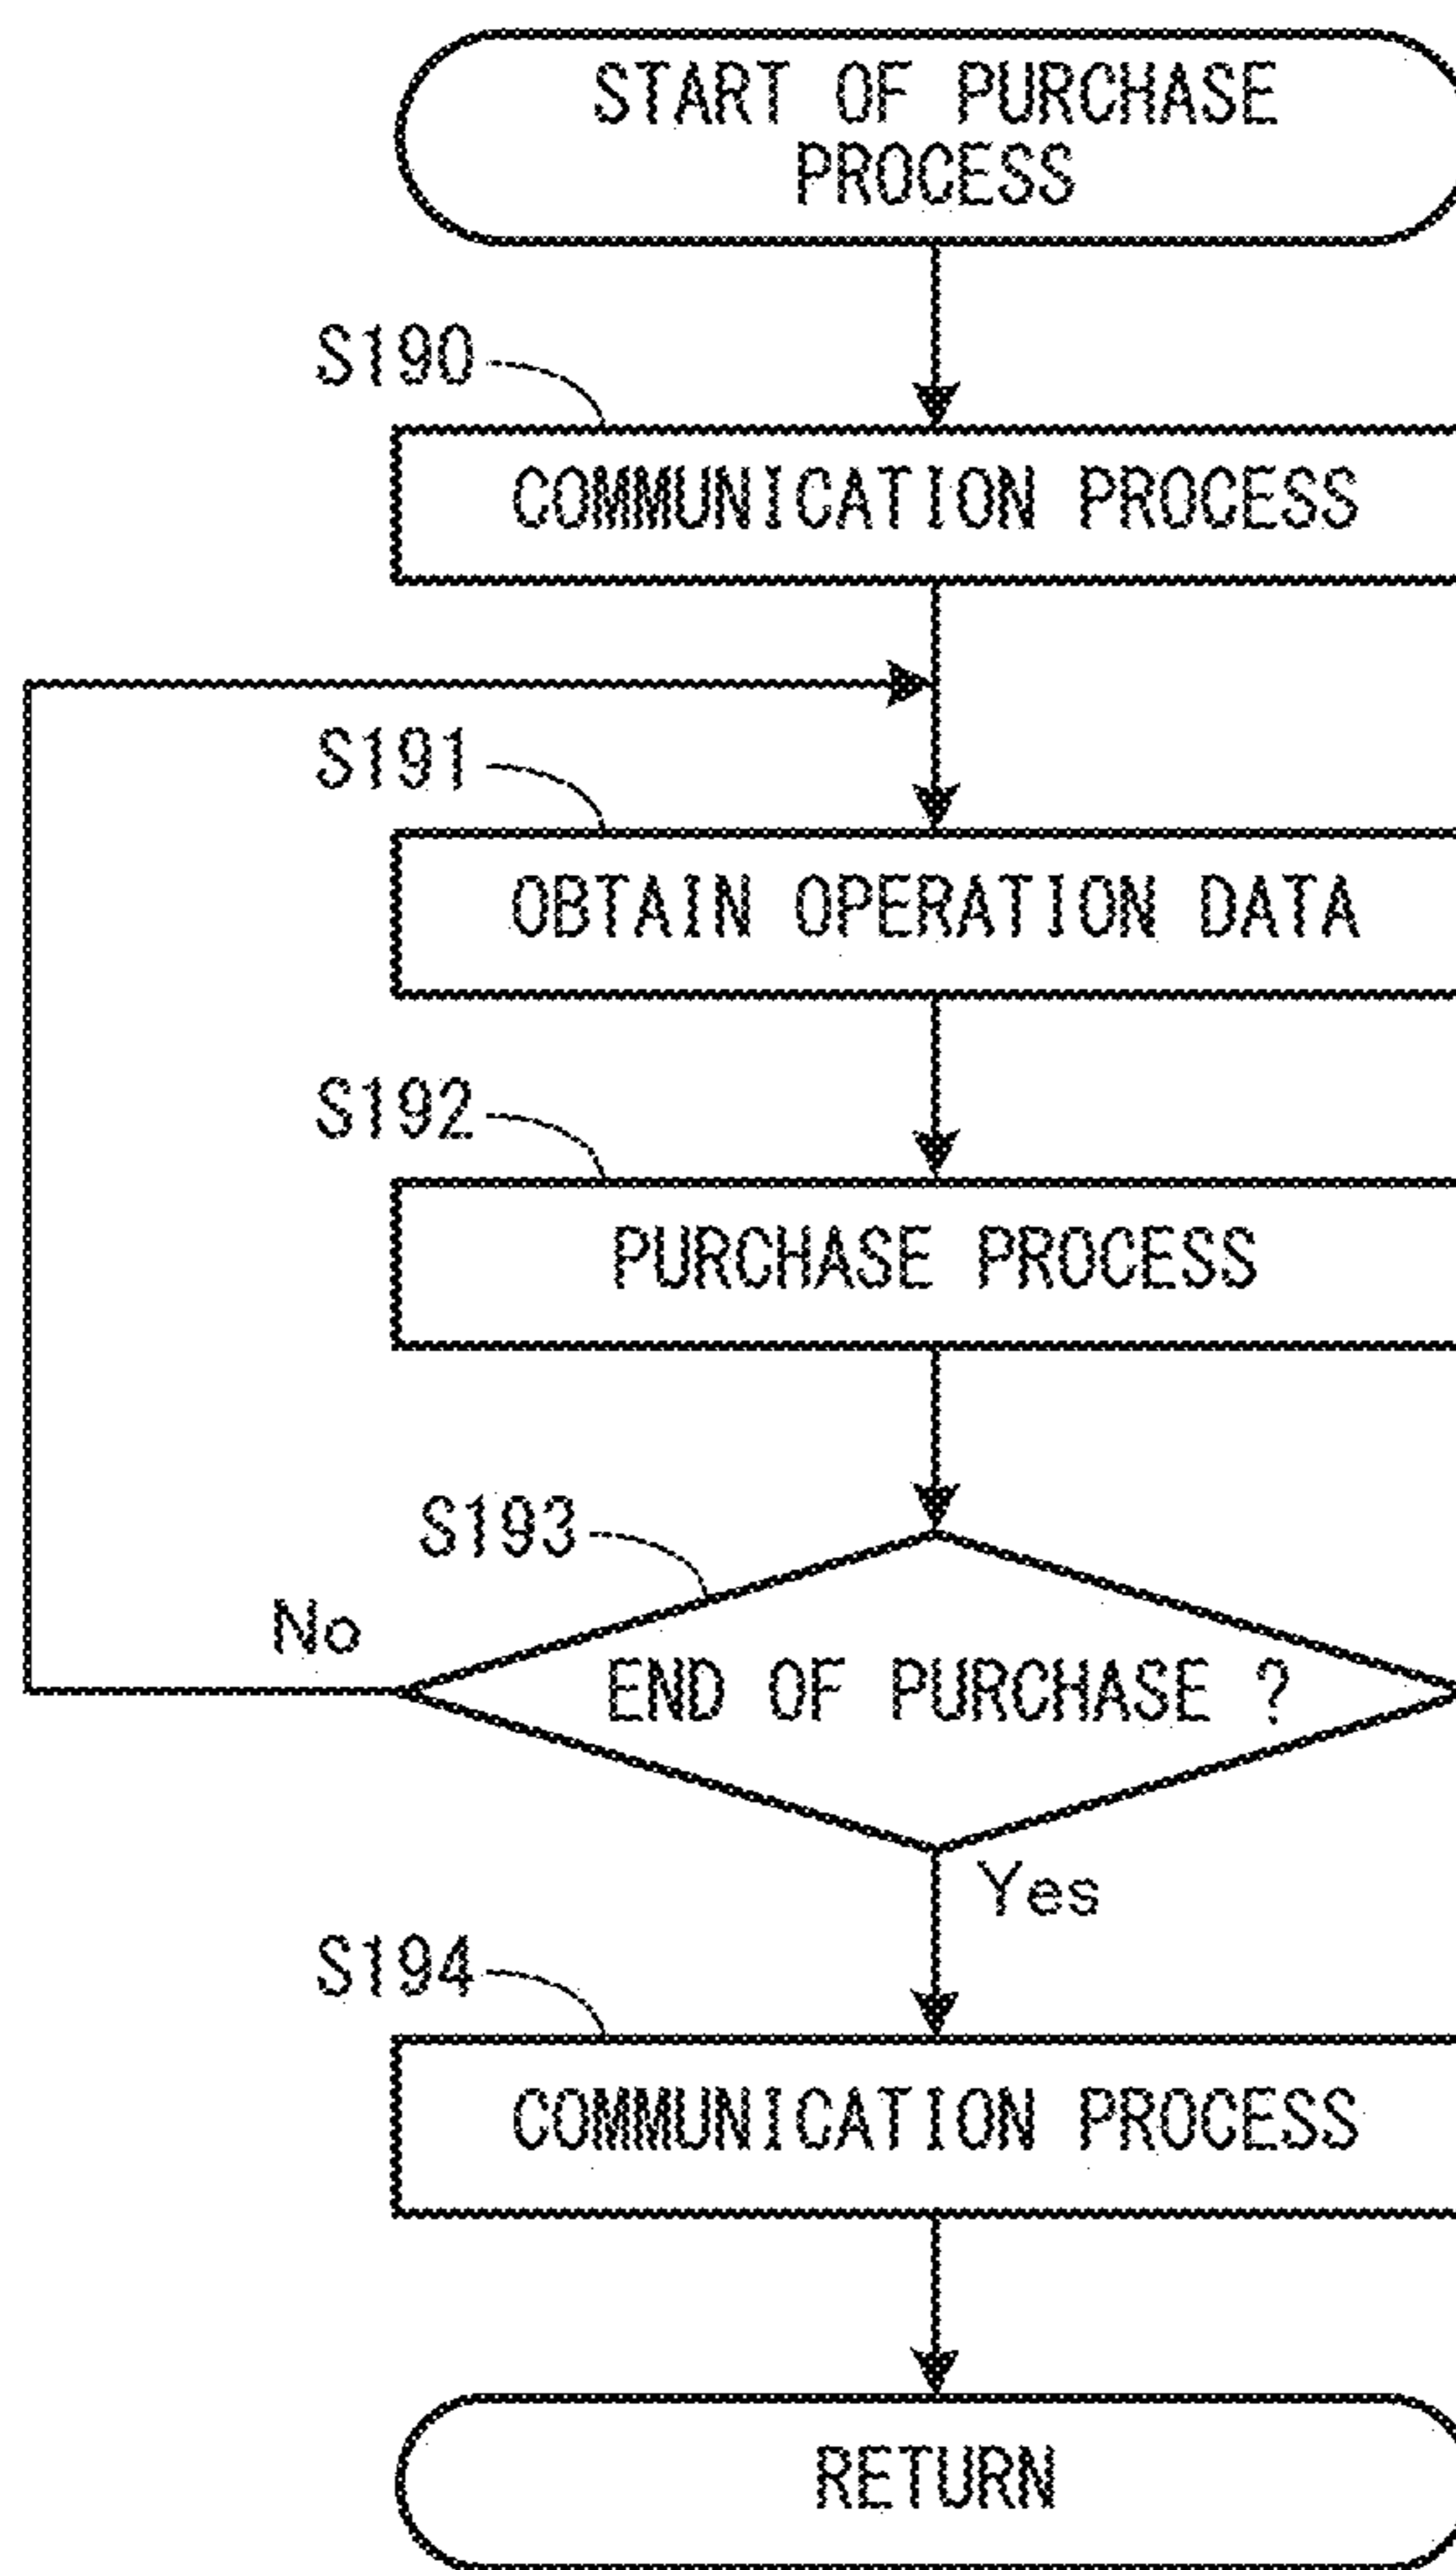 START OF PURCHASE
PROCESS
S190
COMMUNICATION PROCESS
S191
OBTAIN OPERATION DATA
S192
PURCHASE PROCESS
S193
No
END OF PURCHASE ?
Yes
S194
COMMUNICATION PROCESS
RETURN